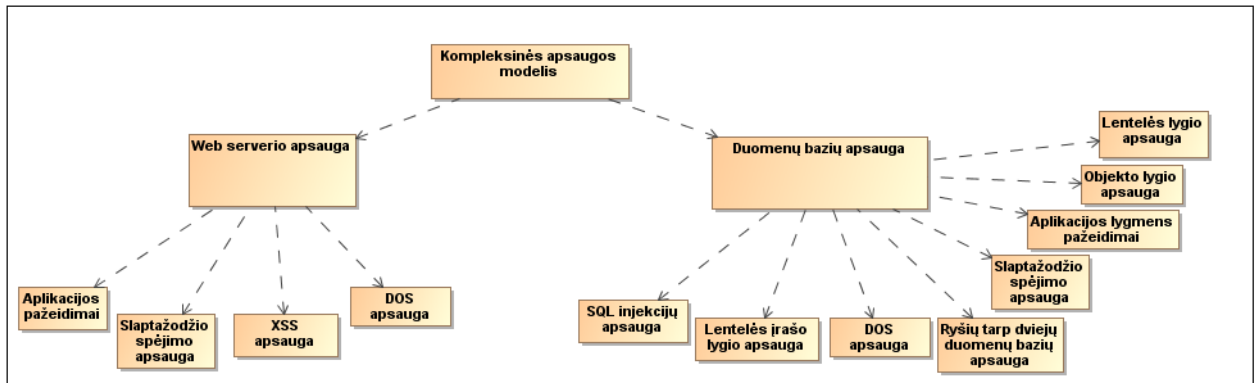 Kompleksinės apsaugos
modelis
Web serverio apsauga
Duomenų bazių apsauga
Lentelės lygio
apsauga
Objekto lygio
apsauga
Aplikacijos lygmens
pažeidimai
Slaptažodžio
spėjimo
apsauga
Aplikacijos
pažeidimai
Slaptažodžio
spėjimo
apsauga
XSS
apsauga
DOS
apsauga
SQL injekcijų
apsauga
Lentelės įrašo
lygio apsauga
DOS
apsauga
Ryšių tarp dviejų
duomenų bazių
apsauga